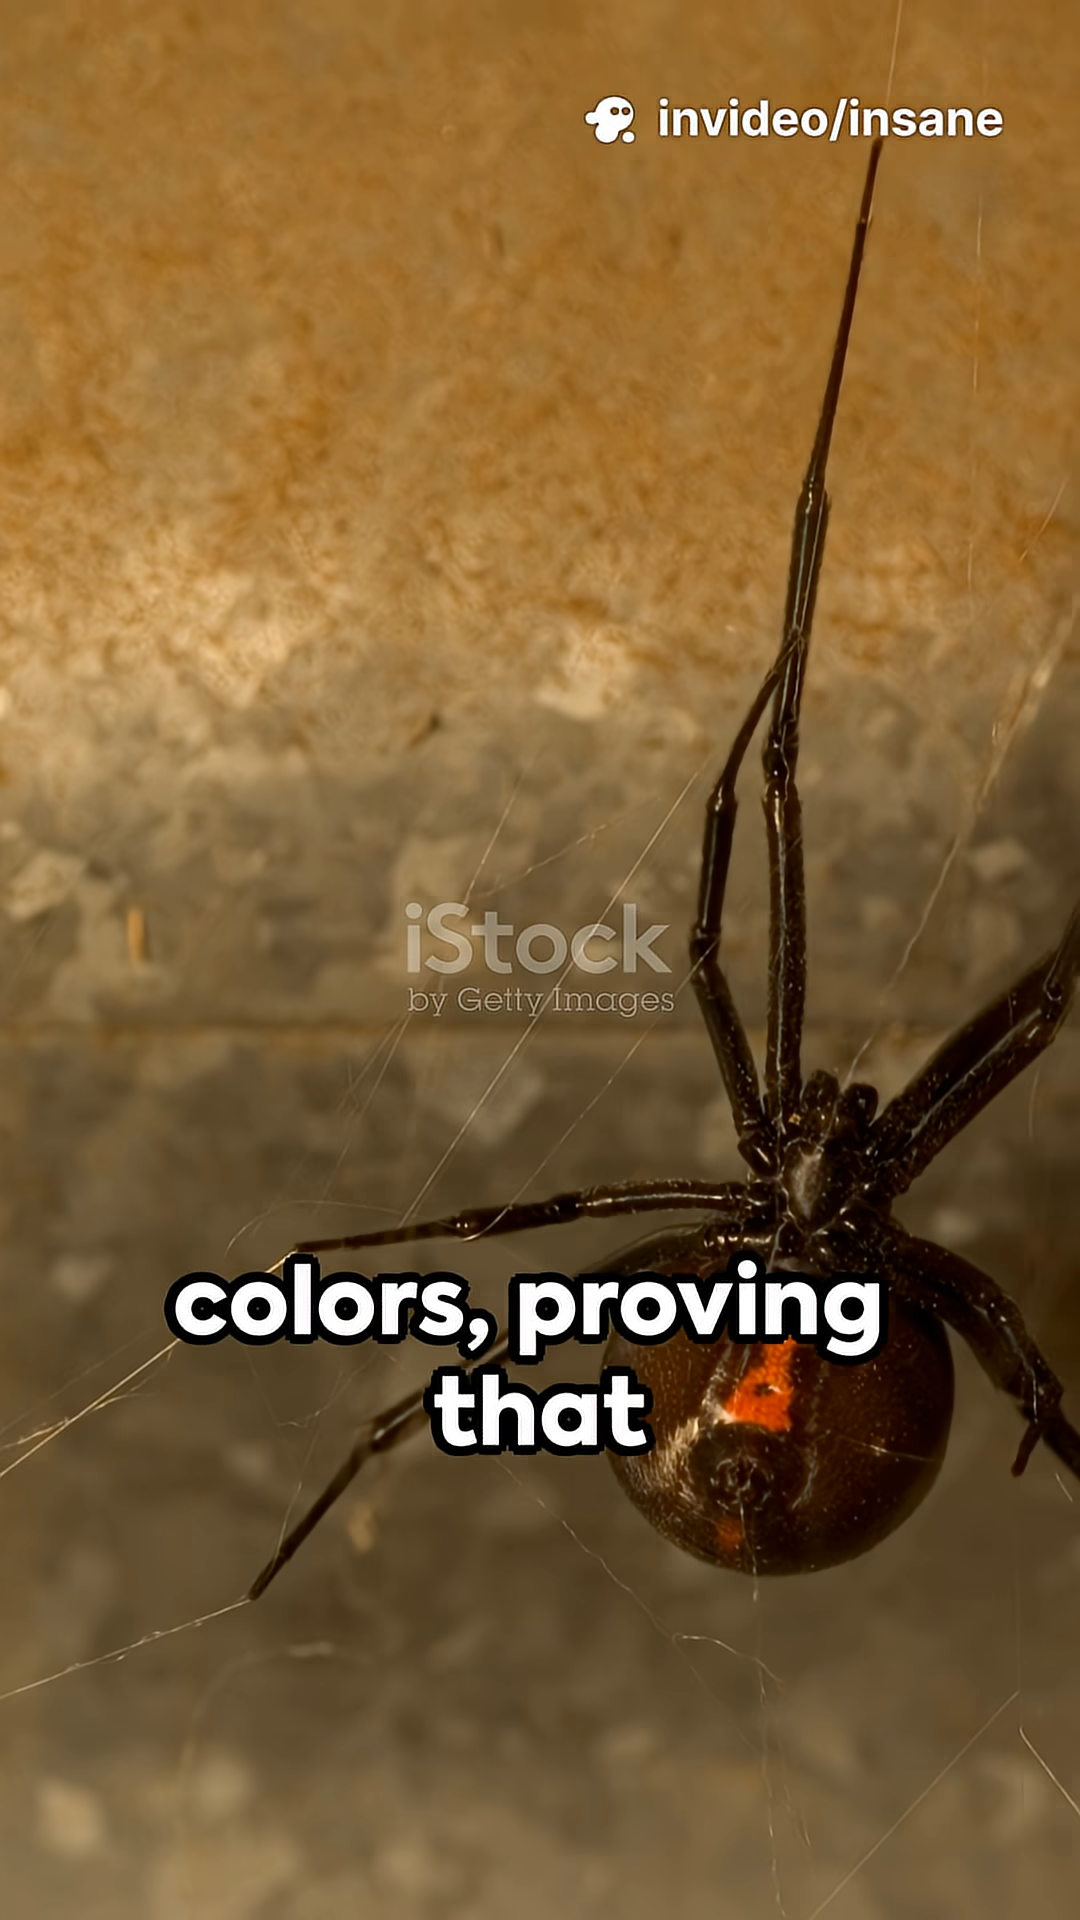 invideo/insane
iStock
by Getty Images
colors, proving
that